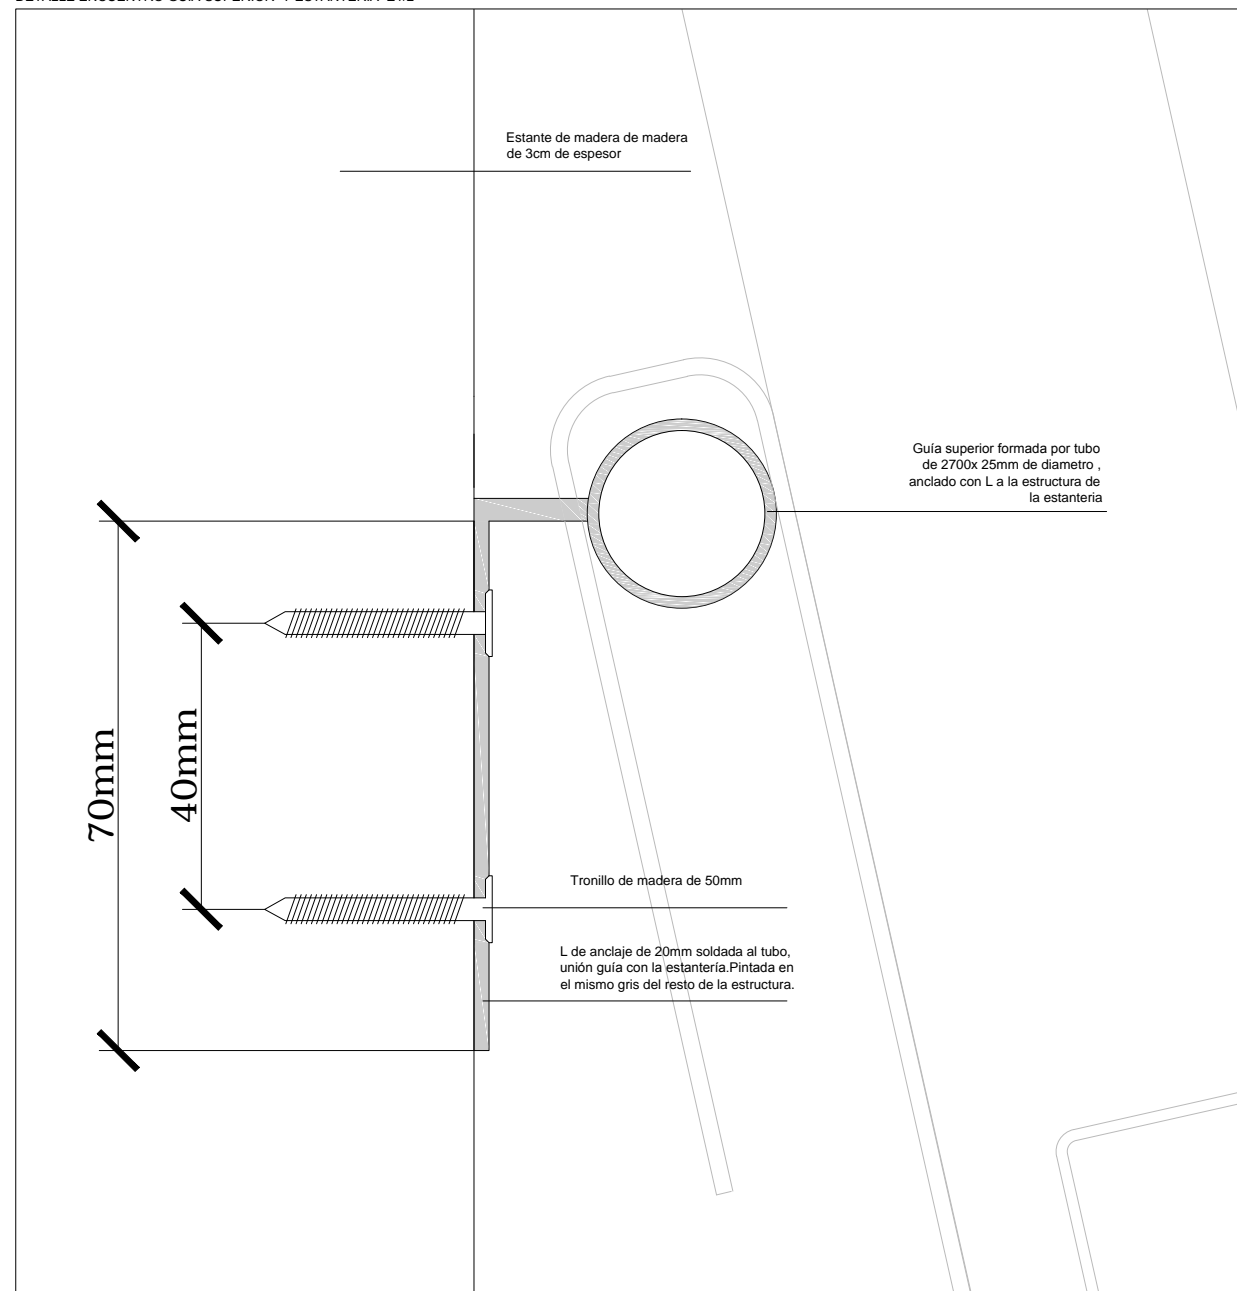 Estante de madera de madera
de 3cm de espesor
Guía superior formada por tubo
de 2700x 25mm de diametro ,
anclado con L a la estructura de
la estanteria
70mm
40mm
Tronillo de madera de 50mm
L de anclaje de 20mm soldada al tubo,
unión guía con la estantería.Pintada en
el mismo gris del resto de la estructura.